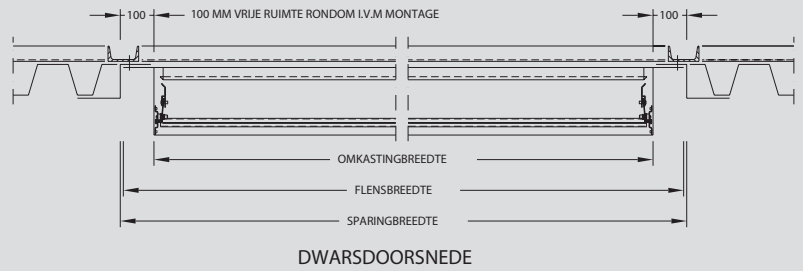 100 100 MM VRIJE RUIMTE RONDOM I.V.M MONTAGE 100
OMKASTINGBREEDTE
FLENSBREEDTE
SPARINGBREEDTE
DWARSDOORSNEDE